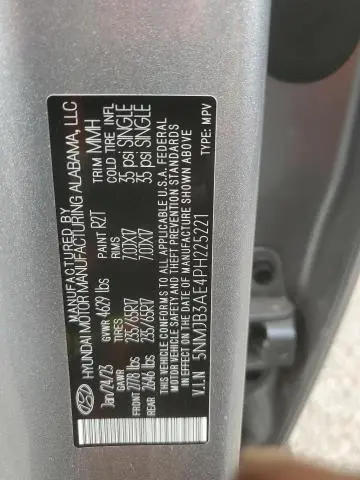 MANUFACTURED BY
HYUNDAI MOTOR MANUFACTURING ALABAMA, LLC
Jan/24/23 GVWR 4629 lbs PAINT R2T TRIM MMH
GAWR TIRES RIMS COLD TIRE INFL
FRONT 2778 lbs 235/65R17 7.0JX17 35 psi SINGLE
REAR 2646 lbs 235/65R17 7.0JX17 35 psi SINGLE
THIS VEHICLE CONFORMS TO ALL APPLICABLE U.S.A. FEDERAL
MOTOR VEHICLE SAFETY AND THEFT PREVENTION STANDARDS
IN EFFECT ON THE DATE OF MANUFACTURE SHOWN ABOVE
V.I.N 5NMJB3AE4PH225221 TYPE: MPV